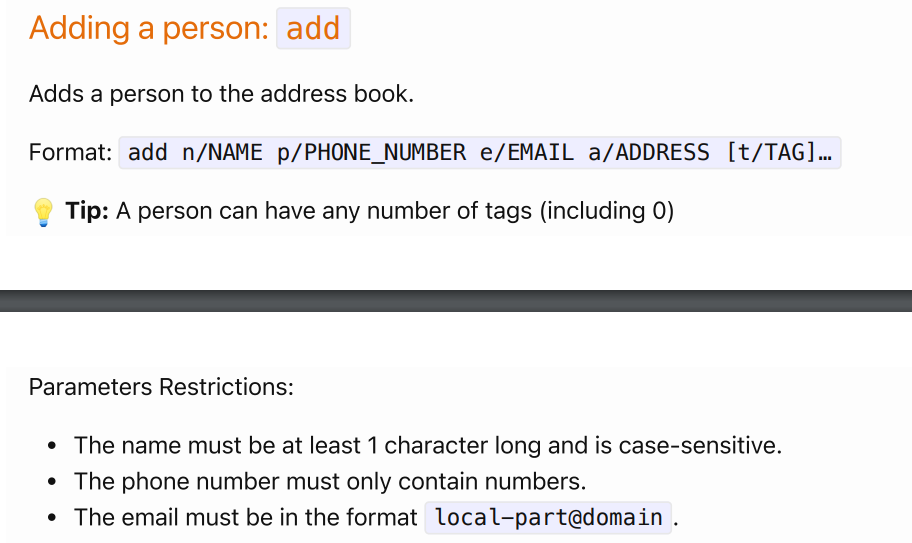 Adding a person: add
Adds a person to the address book.
Format: add n/NAME p/PHONE_NUMBER e/EMAIL a/ADDRESS [t/TAG]…
Tip: A person can have any number of tags (including 0)
Parameters Restrictions:
• The name must be at least 1 character long and is case-sensitive.
• The phone number must only contain numbers.
• The email must be in the format local-part@domain.